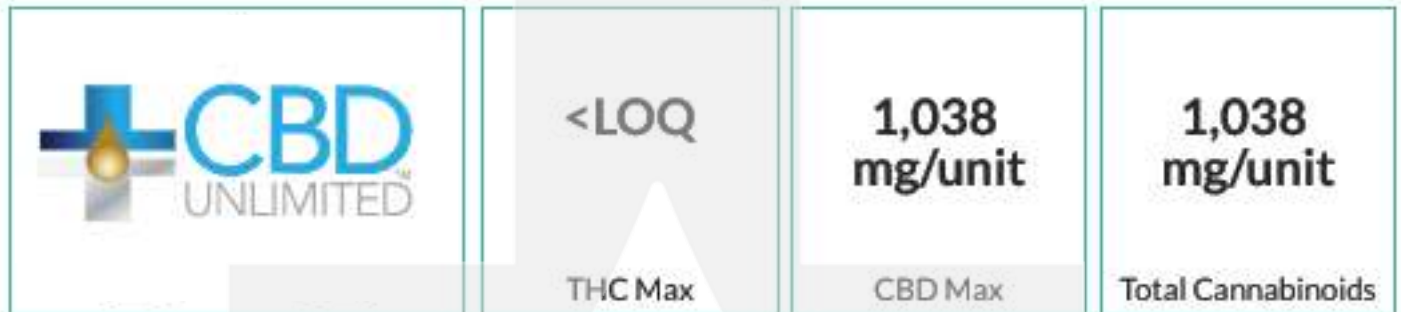 CBD
UNLIMITED
<LOQ
THC Max
1,038
mg/unit
CBD Max
1,038
mg/unit
Total Cannabinoids